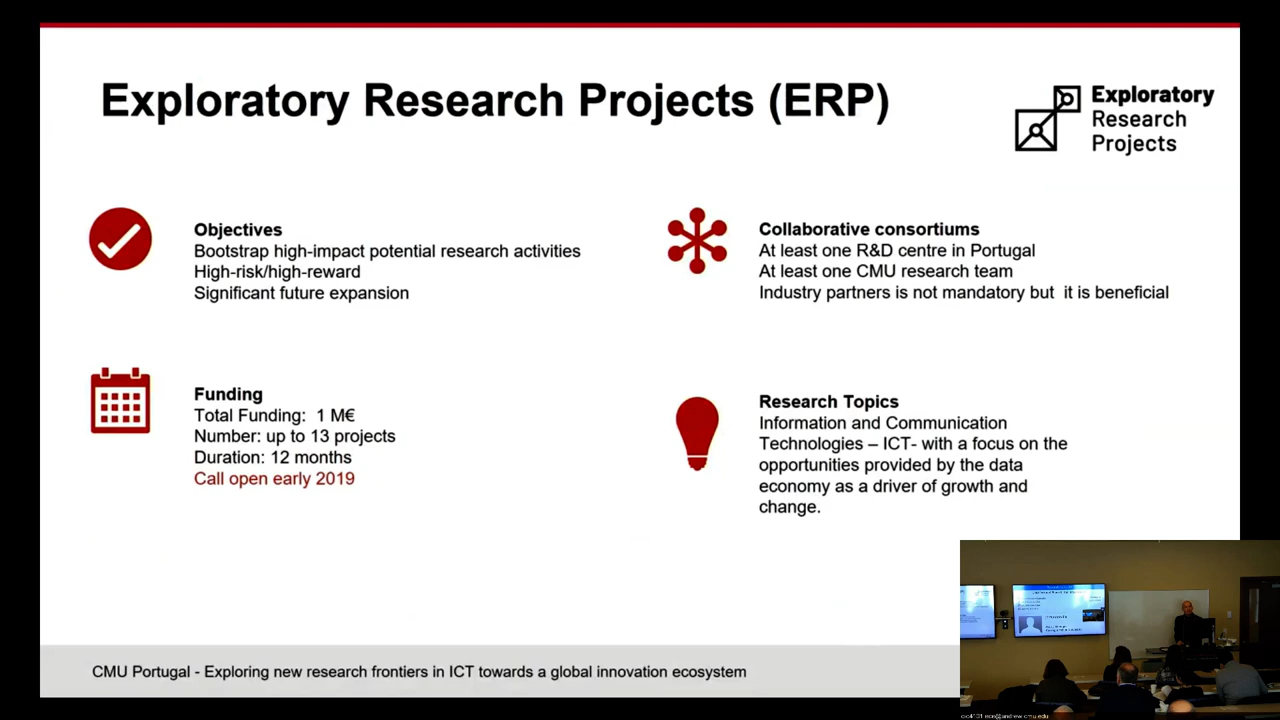 Exploratory Research Projects (ERP)
Exploratory
Research
Projects
Objectives
Bootstrap high-impact potential research activities
High-risk/high-reward
Significant future expansion
Collaborative consortiums
At least one R&D centre in Portugal
At least one CMU research team
Industry partners is not mandatory but  it is beneficial
Funding
Total Funding:  1 M€
Number: up to 13 projects
Duration: 12 months
Call open early 2019
Research Topics
Information and Communication
Technologies – ICT- with a focus on the
opportunities provided by the data
economy as a driver of growth and
change.
CMU Portugal - Exploring new research frontiers in ICT towards a global innovation ecosystem